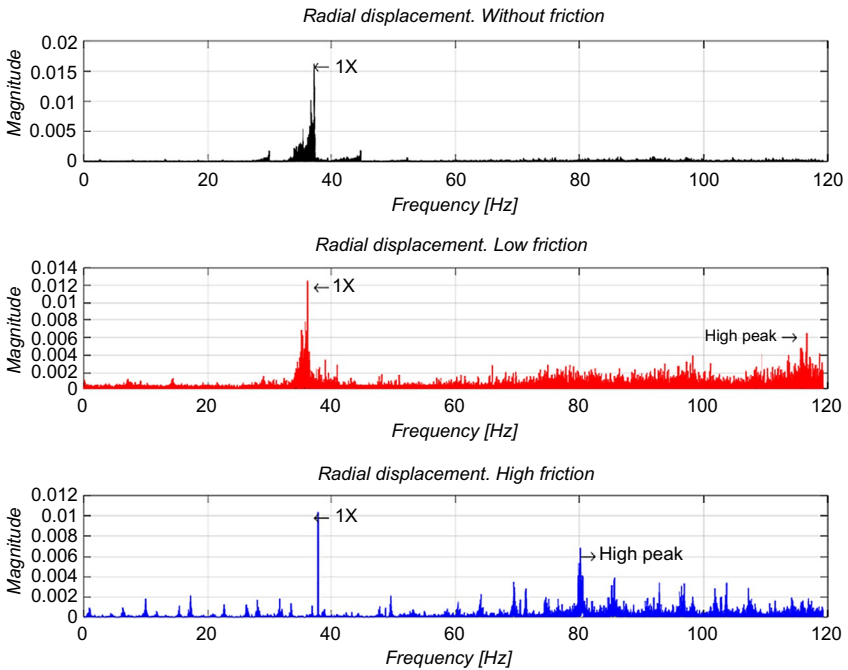 Radial displacement. Without friction
0.02
0.015
0.01
0.005
0
Magnitude
← 1X
0 20 40 60 80 100 120
Frequency [Hz]
Radial displacement. Low friction
0.014
0.012
0.01
0.008
0.006
0.004
0.002
0
Magnitude
← 1X
High peak →
0 20 40 60 80 100 120
Frequency [Hz]
Radial displacement. High friction
0.012
0.01
0.008
0.006
0.004
0.002
0
Magnitude
← 1X
→ High peak
0 20 40 60 80 100 120
Frequency [Hz]